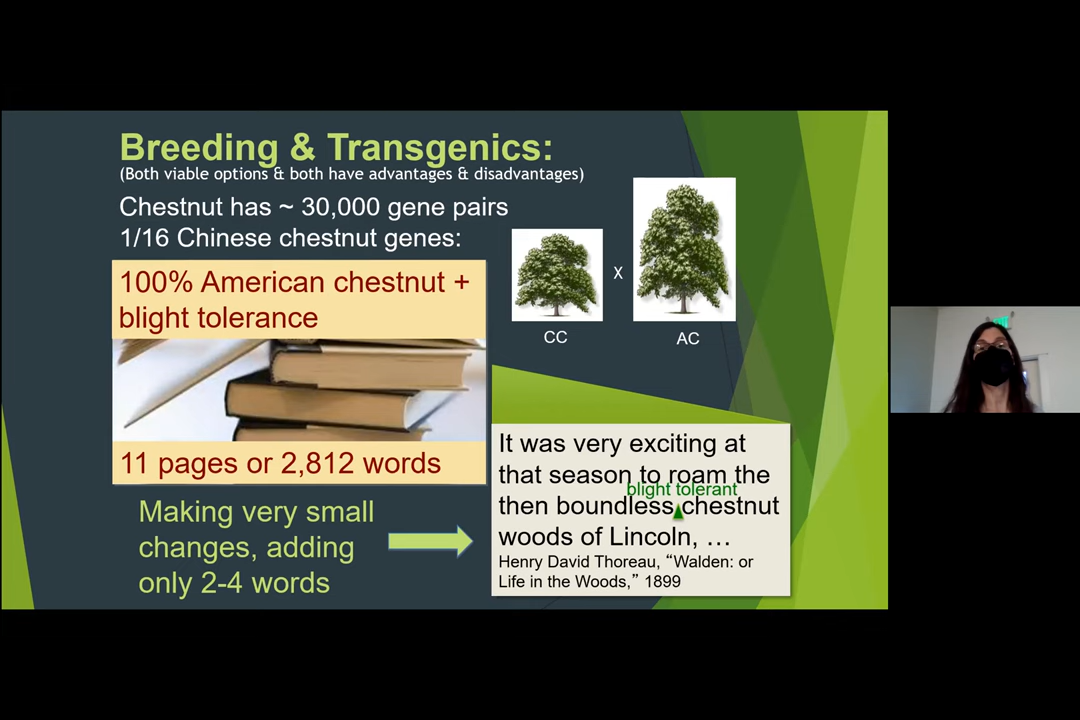 Breeding & Transgenics:
(Both viable options & both have advantages & disadvantages)
Chestnut has ~ 30,000 gene pairs
1/16 Chinese chestnut genes:
100% American chestnut +
blight tolerance
11 pages or 2,812 words
Making very small
changes, adding
only 2-4 words
X
CC
AC
It was very exciting at
that season to roam the
blight tolerant
then boundless chestnut
woods of Lincoln, …
Henry David Thoreau, “Walden: or
Life in the Woods,” 1899